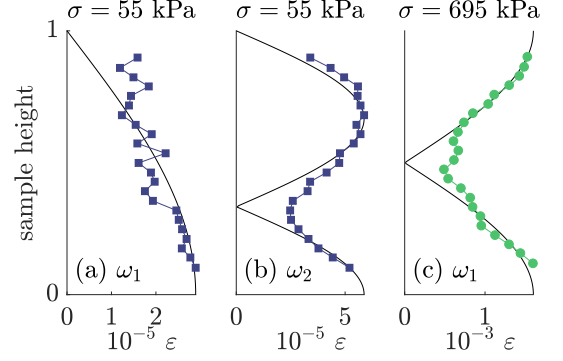 σ = 55 kPa σ = 55 kPa σ = 695 kPa
1
sample height
(a) ω₁ (b) ω₂ (c) ω₁
0
0 1 2 0 5 0 1
10⁻⁵ ε 10⁻⁵ ε 10⁻³ ε